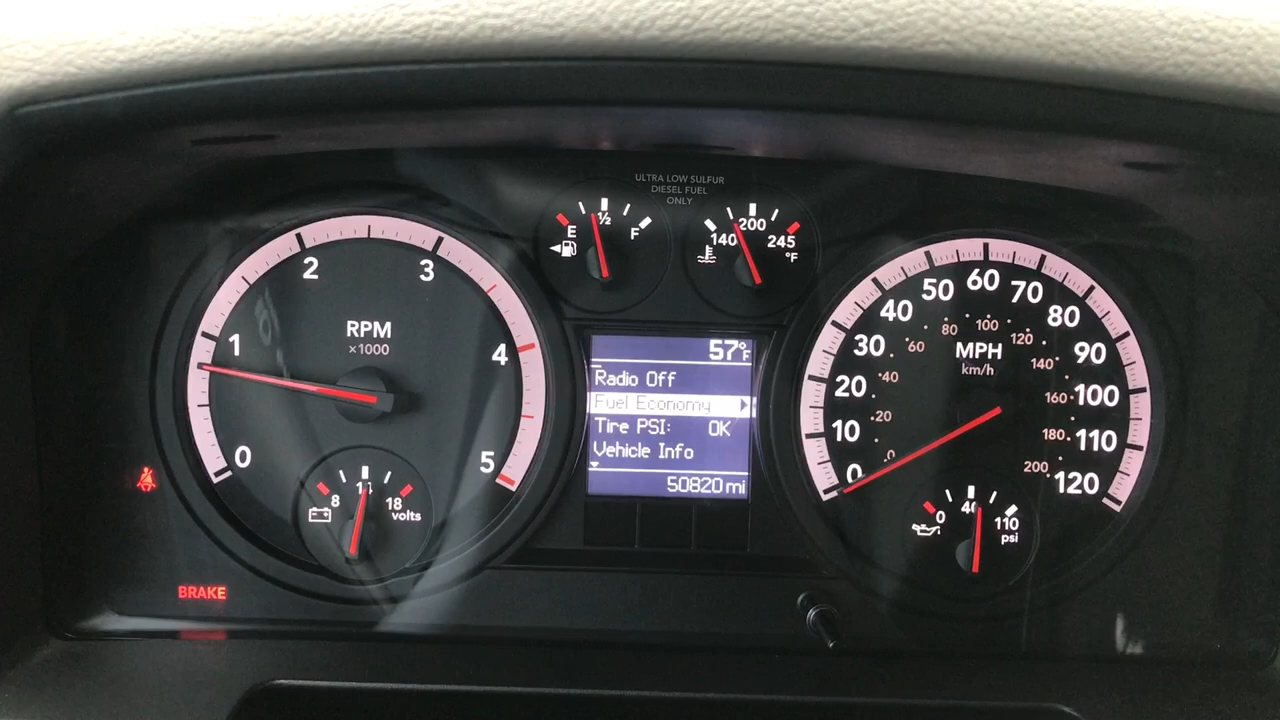 ULTRA LOW SULFUR
DIESEL FUEL
ONLY
E
½
F
140
200
245
°F
RPM
×1000
0
1
2
3
4
5
8
14
18
volts
57°F
Radio Off
Fuel Economy
Tire PSI: OK
Vehicle Info
50820 mi
MPH
km/h
0
10
20
30
40
50
60
70
80
90
100
110
120
0
20
40
60
80
100
120
140
160
180
200
0
40
110
psi
BRAKE